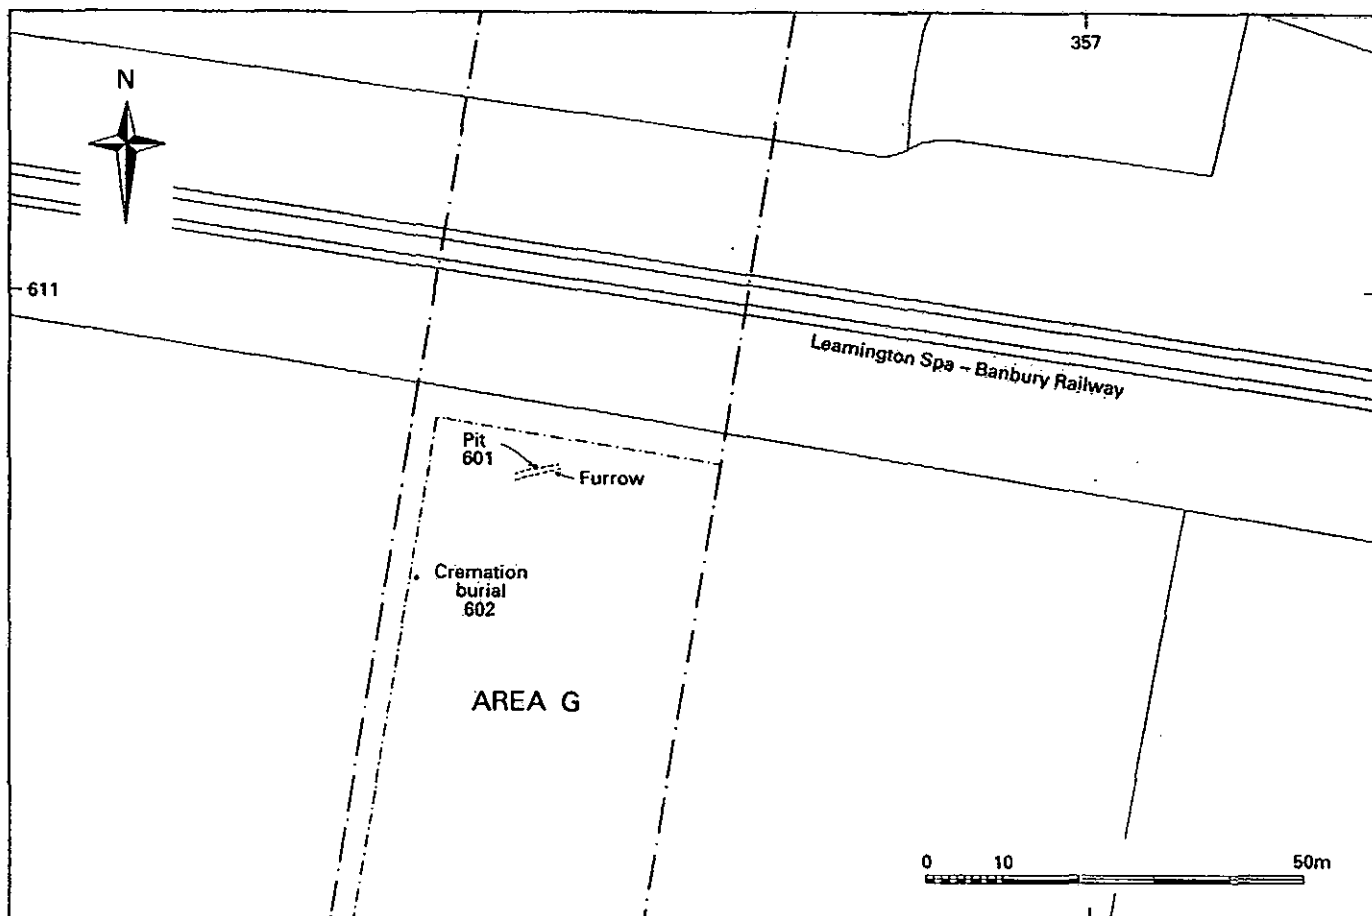 357
N
611
Leamington Spa – Banbury Railway
Pit
601
Furrow
Cremation
burial
602
AREA G
0 10 50m